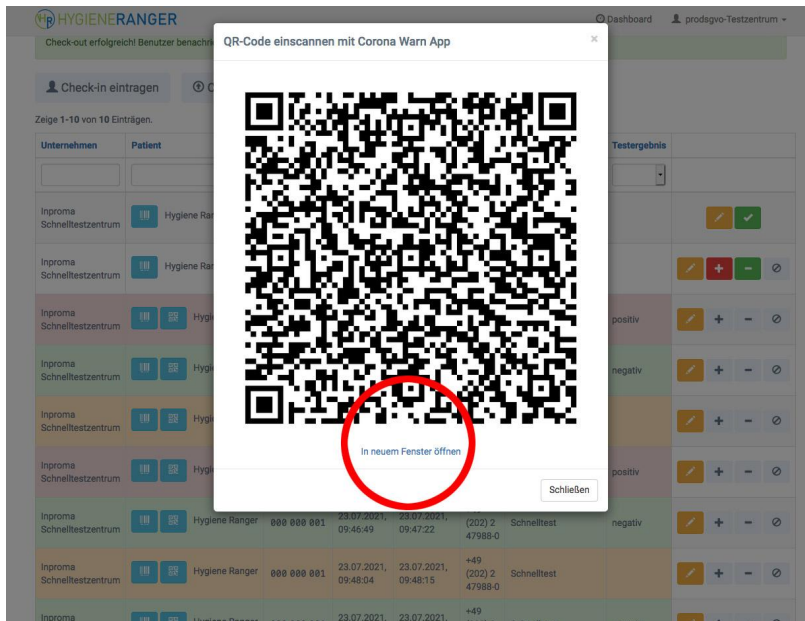 HR HYGIENERANGER
Dashboard prodsgvo-Testzentrum
Check-out erfolgreich! Benutzer
QR-Code einscannen mit Corona Warn App ×
Check-in eintragen
Zeige 1-10 von 10 Einträgen.
Unternehmen Patient Testergebnis
Inproma Schnelltestzentrum Hygiene
Inproma Schnelltestzentrum Hygiene
Inproma Schnelltestzentrum positiv
Inproma Schnelltestzentrum negativ
Inproma Schnelltestzentrum
In neuem Fenster öffnen
Inproma Schnelltestzentrum positiv
Schließen
Inproma Schnelltestzentrum Hygiene Ranger 000 000 001 23.07.2021, 09:46:49 23.07.2021, 09:47:22 (202) 2 47988-0 Schnelltest negativ
Inproma Schnelltestzentrum Hygiene Ranger 000 000 001 23.07.2021, 09:48:04 23.07.2021, 09:48:15 +49 (202) 2 47988-0 Schnelltest
Inproma 23.07.2021, 23.07.2021, +49